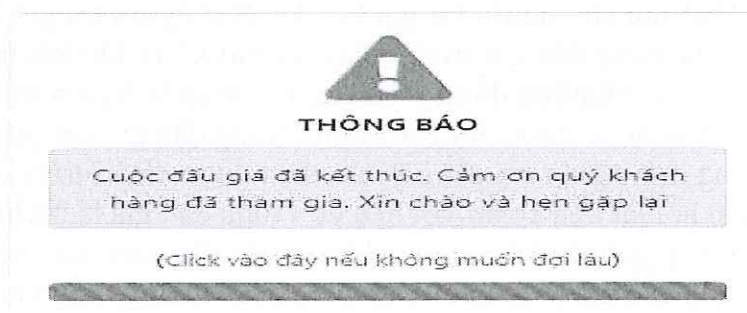 THÔNG BÁO
Cuộc đấu giá đã kết thúc. Cảm ơn quý khách
hàng đã tham gia. Xin chào và hẹn gặp lại
(Click vào đây nếu không muốn đợi lâu)